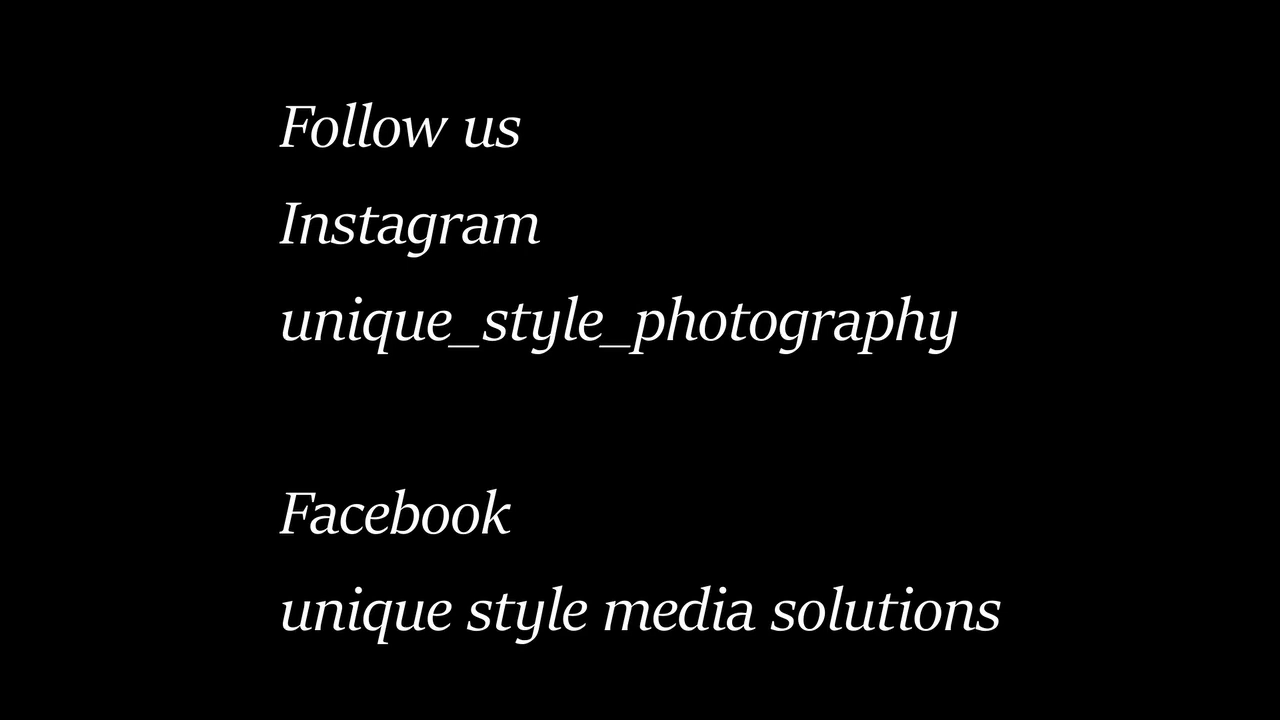 Follow us
Instagram
unique_style_photography
Facebook
unique style media solutions